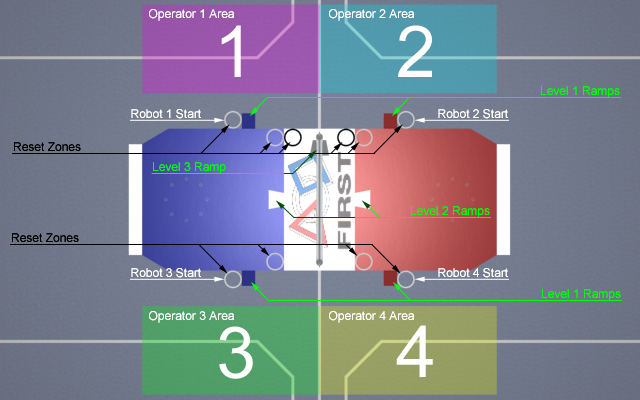 Operator 1 Area
Operator 2 Area
1
2
Level 1 Ramps
Robot 1 Start
Robot 2 Start
Reset Zones
Level 3 Ramp
FIRST
Level 2 Ramps
Reset Zones
Robot 3 Start
Robot 4 Start
Level 1 Ramps
Operator 3 Area
Operator 4 Area
3
4